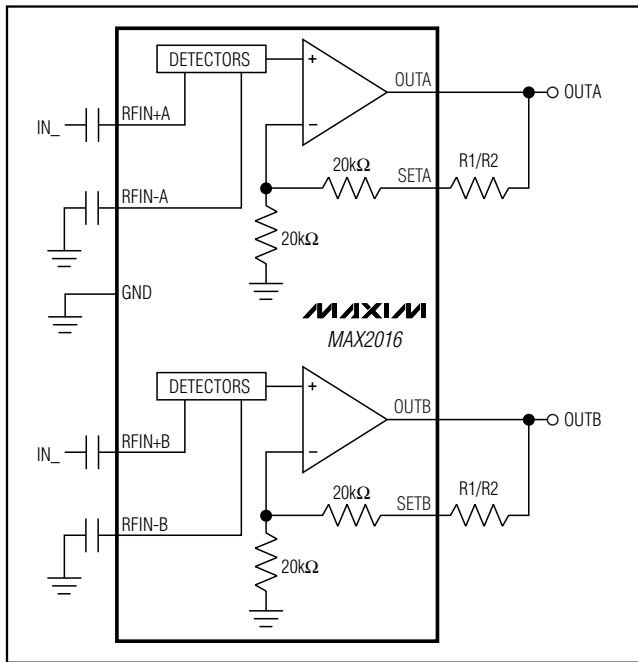 DETECTORS
+
OUTA
OUTA
IN_
RFIN+A
−
20kΩ
SETA
R1/R2
RFIN-A
20kΩ
GND
MAXIM
MAX2016
DETECTORS
+
OUTB
OUTB
IN_
RFIN+B
−
20kΩ
SETB
R1/R2
RFIN-B
20kΩ